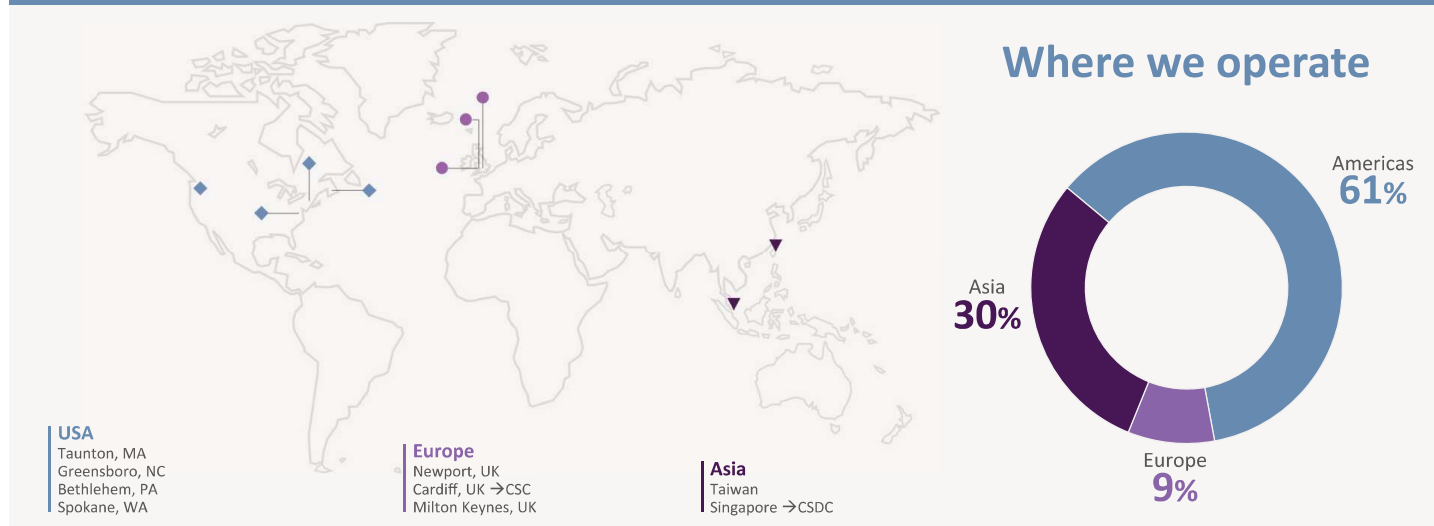 Where we operate
Americas
61%
Asia
30%
Europe
9%
USA
Taunton, MA
Greensboro, NC
Bethlehem, PA
Spokane, WA
Europe
Newport, UK
Cardiff, UK →CSC
Milton Keynes, UK
Asia
Taiwan
Singapore →CSDC